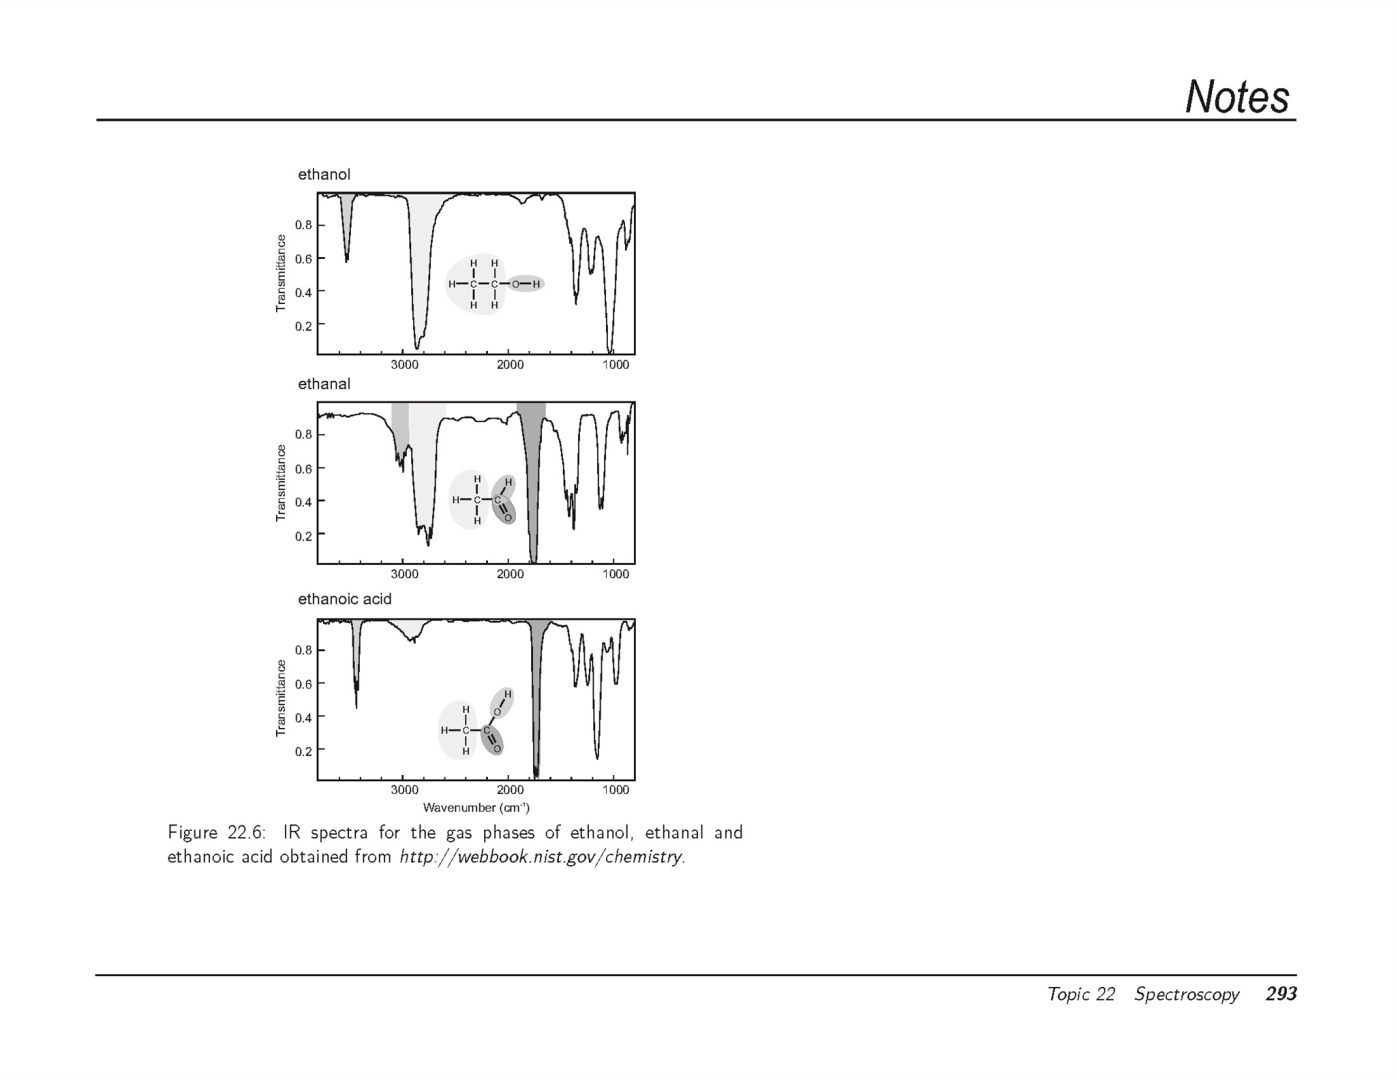 Notes
ethanol
Transmittance
0.8
0.6
0.4
0.2
H H
H C C O H
H H
3000 2000 1000
ethanal
Transmittance
0.8
0.6
0.4
0.2
H H
H C C
H O
3000 2000 1000
ethanoic acid
Transmittance
0.8
0.6
0.4
0.2
H
H O
H C C
H O
3000 2000 1000
Wavenumber (cm⁻¹)
Figure 22.6: IR spectra for the gas phases of ethanol, ethanal and
ethanoic acid obtained from http://webbook.nist.gov/chemistry.
Topic 22 Spectroscopy 293